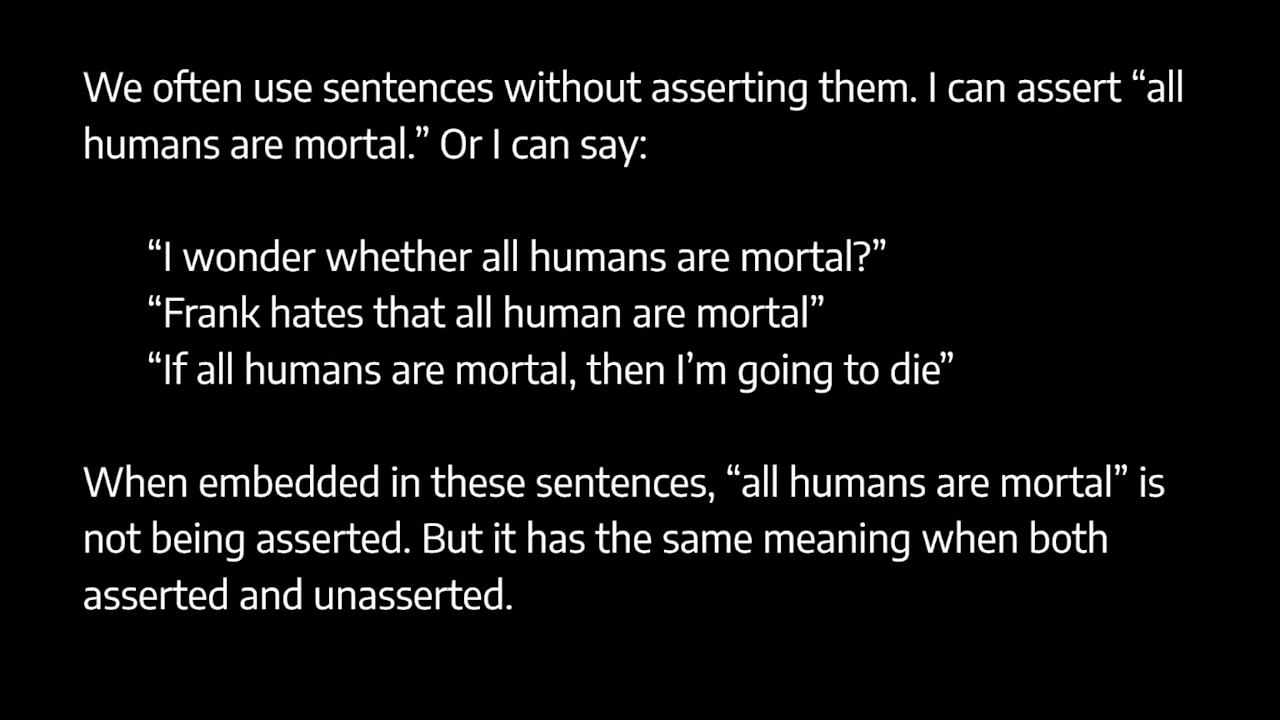 We often use sentences without asserting them. I can assert “all
humans are mortal.” Or I can say:
“I wonder whether all humans are mortal?”
“Frank hates that all human are mortal”
“If all humans are mortal, then I’m going to die”
When embedded in these sentences, “all humans are mortal” is
not being asserted. But it has the same meaning when both
asserted and unasserted.